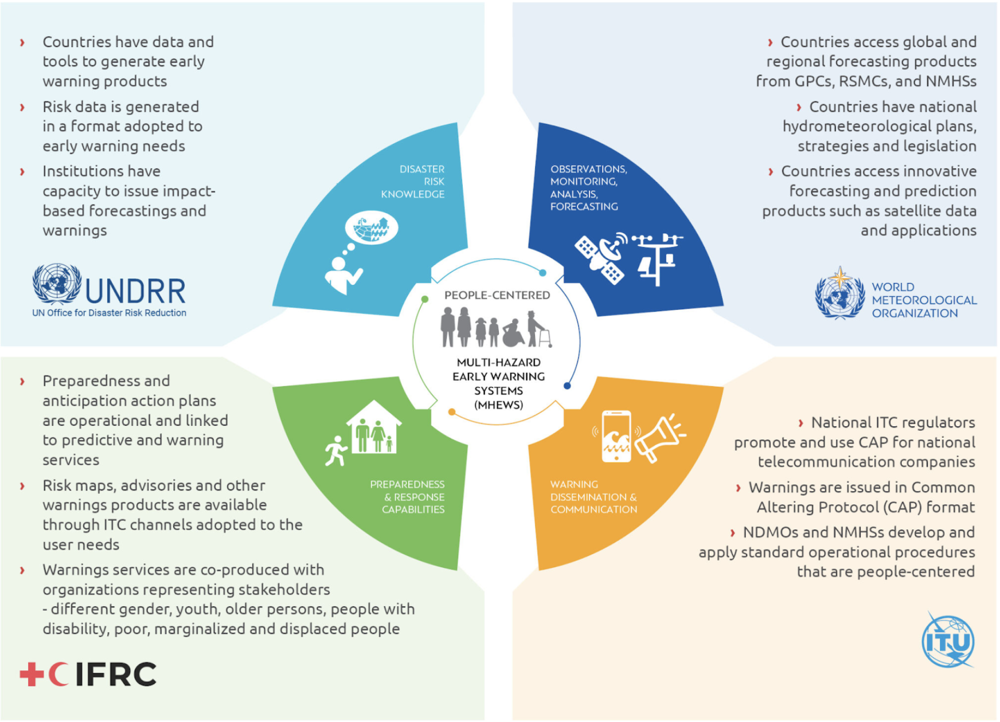 › Countries have data and
tools to generate early
warning products
› Risk data is generated
in a format adopted to
early warning needs
› Institutions have
capacity to issue impact-
based forecastings and
warnings
UNDRR
UN Office for Disaster Risk Reduction
DISASTER
RISK
KNOWLEDGE
OBSERVATIONS,
MONITORING,
ANALYSIS,
FORECASTING
› Countries access global and
regional forecasting products
from GPCs, RSMCs, and NMHSs
› Countries have national
hydrometeorological plans,
strategies and legislation
› Countries access innovative
forecasting and prediction
products such as satellite data
and applications
WORLD
METEOROLOGICAL
ORGANIZATION
PEOPLE-CENTERED
MULTI-HAZARD
EARLY WARNING
SYSTEMS
(MHEWS)
› Preparedness and
anticipation action plans
are operational and linked
to predictive and warning
services
› Risk maps, advisories and other
warnings products are available
through ITC channels adopted to the
user needs
› Warnings services are co-produced with
organizations representing stakeholders
- different gender, youth, older persons, people with
disability, poor, marginalized and displaced people
IFRC
PREPAREDNESS
& RESPONSE
CAPABILITIES
WARNING
DISSEMINATION &
COMMUNICATION
› National ITC regulators
promote and use CAP for national
telecommunication companies
› Warnings are issued in Common
Altering Protocol (CAP) format
› NDMOs and NMHSs develop and
apply standard operational procedures
that are people-centered
ITU